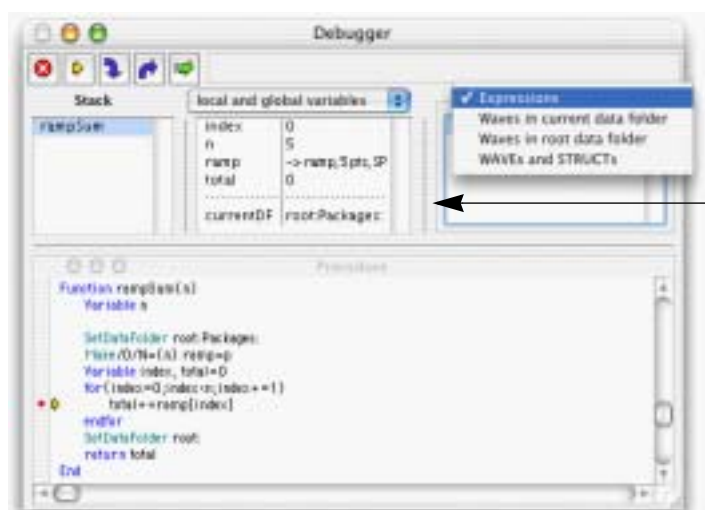 Debugger
Stack
local and global variables
Expressions
Waves in current data folder
Waves in root data folder
WAVEs and STRUCTs
rampSum
index 0
n 5
ramp ->ramp,5pts,SP
total 0
currentDF root:Packages:
Procedure
Function rampSum(n)
Variable n
SetDataFolder root:Packages:
Make/O/N=(n) ramp=p
Variable index, total=0
for(index=0;index<n;index+=1)
total+=ramp[index]
endfor
SetDataFolder root:
return total
End